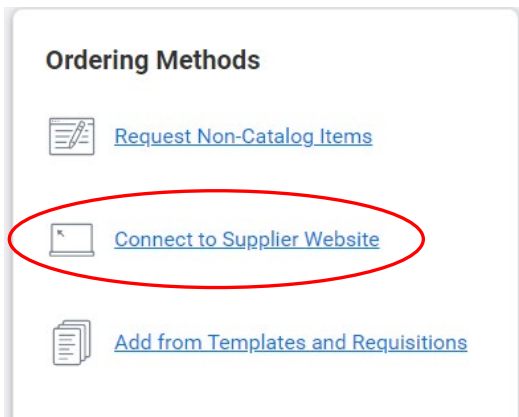 Ordering Methods
Request Non-Catalog Items
Connect to Supplier Website
Add from Templates and Requisitions